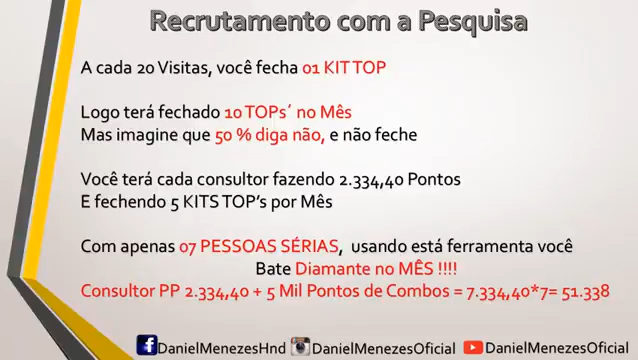 Recrutamento com a Pesquisa
A cada 20 Visitas, você fecha 01 KIT TOP
Logo terá fechado 10 TOPs´ no Mês
Mas imagine que 50 % diga não, e não feche
Você terá cada consultor fazendo 2.334,40 Pontos
E fechendo 5 KITS TOP’s por Mês
Com apenas 07 PESSOAS SÉRIAS, usando está ferramenta você
Bate Diamante no MÊS !!!!
Consultor PP 2.334,40 + 5 Mil Pontos de Combos = 7.334,40*7= 51.338
DanielMenezesHnd DanielMenezesOficial DanielMenezesOficial